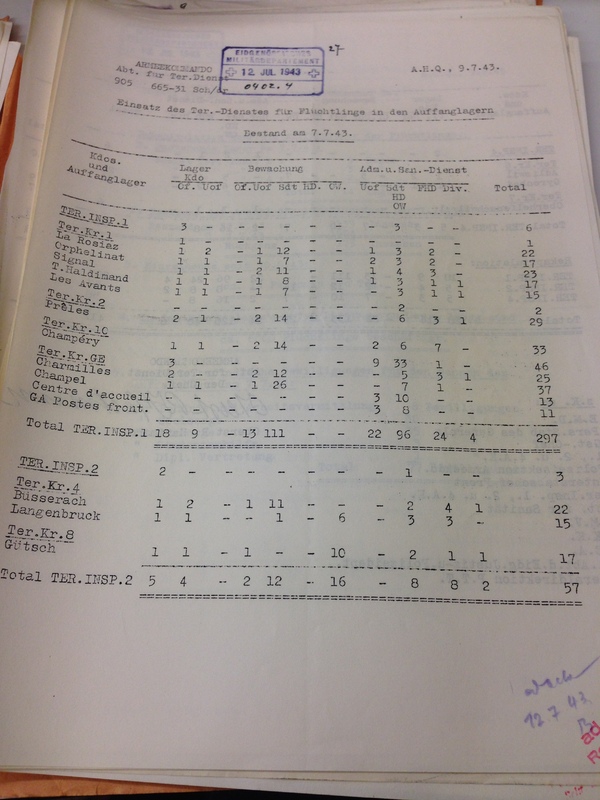 27
EIDGENÖSSISCHES
MILITÄRDEPARTEMENT
12. JUL. 1943
0402.4
ARMEEKOMMANDO
Abt. für Ter.Dienst
905 665-31 Sch/
A.H.Q., 9.7.43.
Einsatz des Ter.-Dienstes für Flüchtlinge in den Auffanglagern
Bestand am 7.7.43.
Kdos. und Auffanglager
Lager Kdo Bewachung Adm.u.San.-Dienst Total
Of. Uof Of.Uof Sdt HD. OW. Uof Sdt FHD Div.
HD
OW
TER.INSP.1 3 - - - - - - - 3 - - 6
Ter.Kr.1 1 - - - - - - - - - - 1
La Rosiaz 1 2 - 1 12 - - 1 3 2 - 22
Orphelinat 1 1 - 1 7 - - 2 3 2 - 17
Signal 1 1 - 2 11 - - 1 4 3 - 23
T.Haldimand 1 1 - 1 8 - - 1 3 1 1 17
Les Avants 1 1 - 1 7 - - - 3 1 1 15
Ter.Kr.2 - - - - - - - - 2 - - 2
Prêles 2 1 - 2 14 - - - 6 3 1 29
Ter.Kr.10
Champéry 1 1 - 2 14 - - 2 6 7 - 33
Ter.Kr.GE 3 - - - - - - 9 33 1 - 46
Charmilles 2 - - 2 12 - - - 5 3 1 25
Champel 1 1 - 1 26 - - - 7 1 - 37
Centre d'accueil 3 10 - - 13
GA Postes front. 3 8 - - 11
Total TER.INSP.1 18 9 - 13 111 - - 22 96 24 4 297
TER.INSP.2 2 - - - - - - - 1 - - 3
Ter.Kr.4
Büsserach 1 2 - 1 11 - - - 2 4 1 22
Langenbruck 1 1 - - 1 - 6 - 3 3 - 15
Ter.Kr.8
Gütsch 1 1 - 1 - - 10 - 2 1 1 17
Total TER.INSP.2 5 4 - 2 12 - 16 - 8 8 2 57
12 7 43
ad